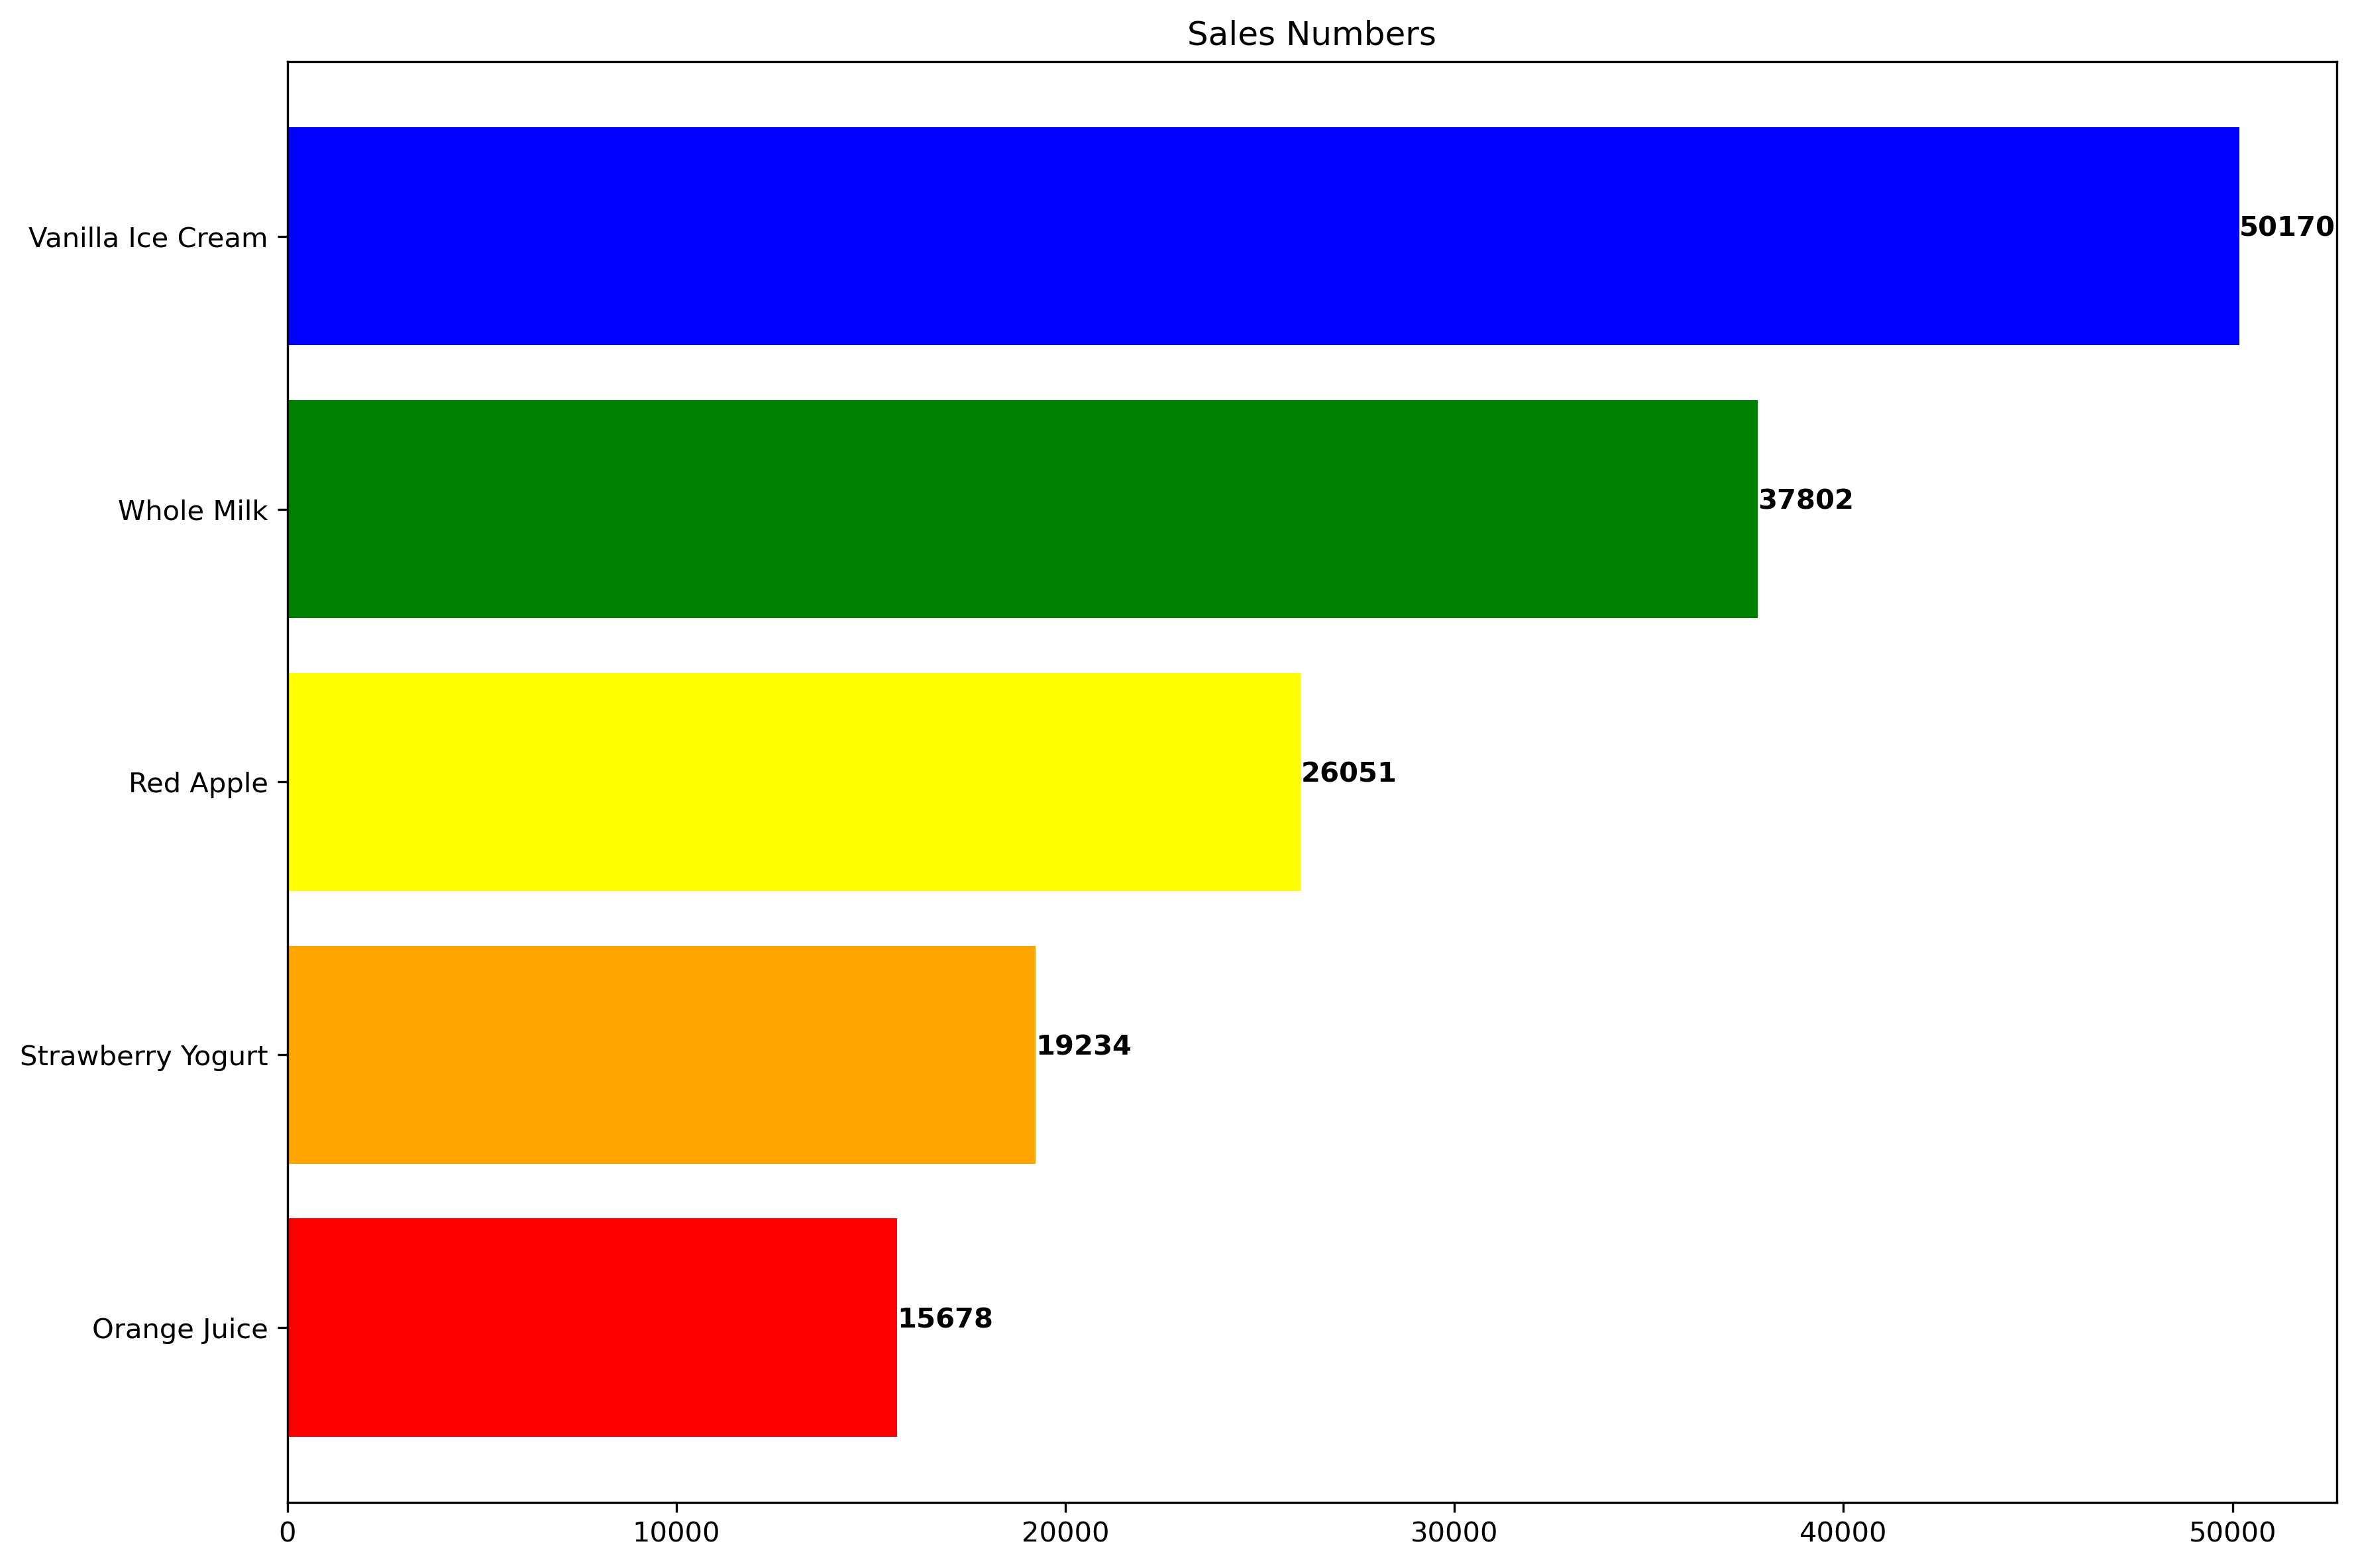 Sales Numbers
Vanilla Ice Cream
50170
Whole Milk
37802
Red Apple
26051
Strawberry Yogurt
19234
Orange Juice
15678
0 10000 20000 30000 40000 50000